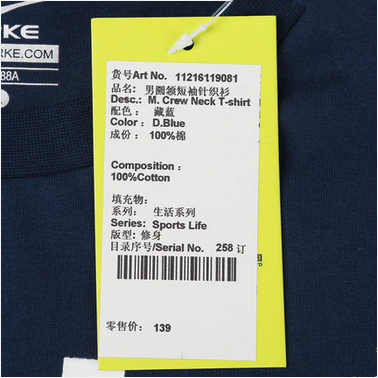 RKE
RKE.COM
88A
货号Art No. 11216119081
品名: 男圆领短袖针织衫
Desc.: M. Crew Neck T-shirt
配色: 藏蓝
Color : D.Blue
成份: 100%棉
Composition :
100%Cotton
填充物:
系列: 生活系列
Series: Sports Life
版型: 修身
目录序号/Serial No. 258 订
零售价: 139